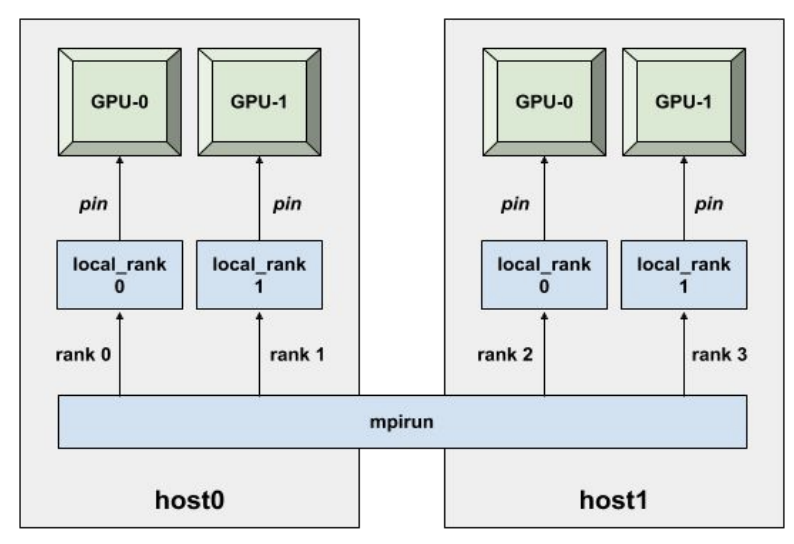 GPU-0 GPU-1 GPU-0 GPU-1
pin pin pin pin
local_rank local_rank local_rank local_rank
0 1 0 1
rank 0 rank 1 rank 2 rank 3
mpirun
host0 host1